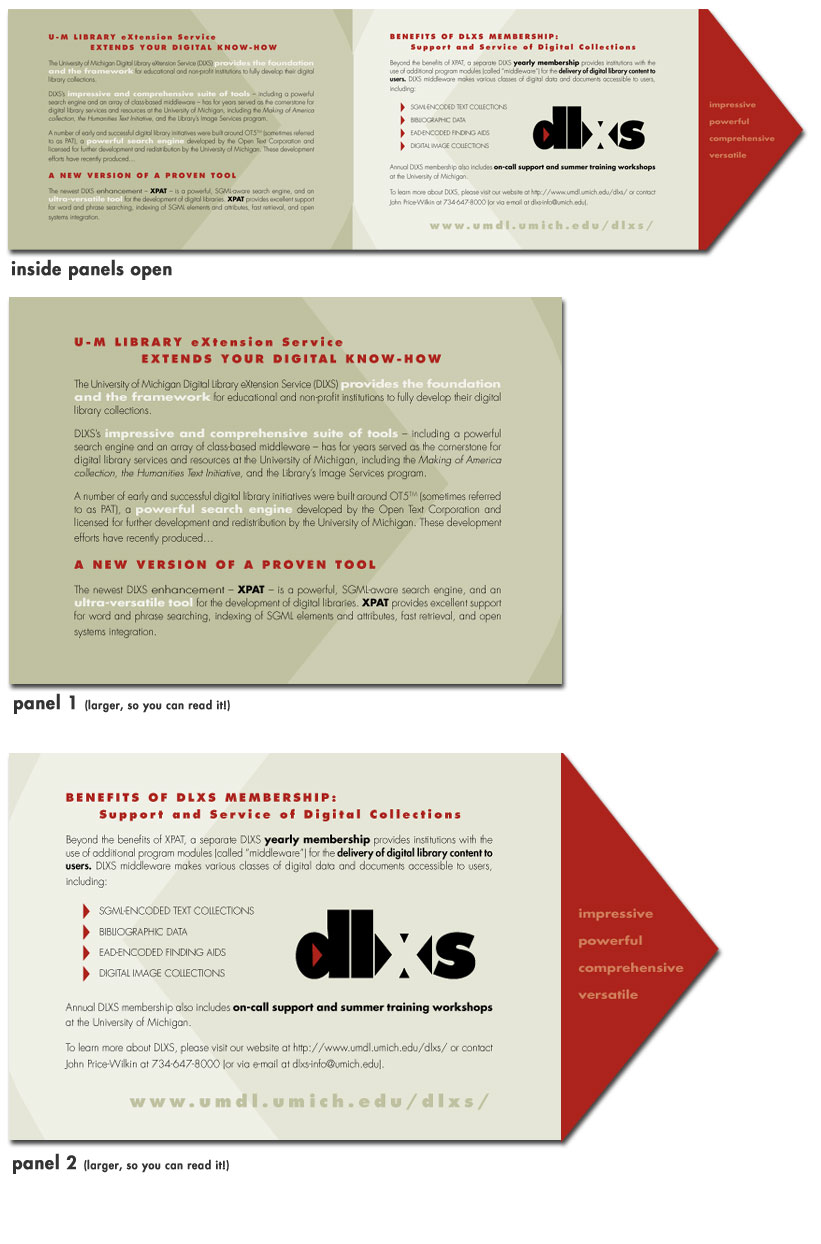 U-M LIBRARY eXtension Service
EXTENDS YOUR DIGITAL KNOW-HOW
The University of Michigan Digital Library eXtension Service (DLXS) provides the foundation
and the framework for educational and non-profit institutions to fully develop their digital
library collections.
DLXS's impressive and comprehensive suite of tools – including a powerful
search engine and an array of class-based middleware – has for years served as the cornerstone for
digital library services and resources at the University of Michigan, including the Making of America
collection, the Humanities Text Initiative, and the Library's Image Services program.
A number of early and successful digital library initiatives were built around OT5™ (sometimes referred
to as PAT), a powerful search engine developed by the Open Text Corporation and
licensed for further development and redistribution by the University of Michigan. These development
efforts have recently produced...
A NEW VERSION OF A PROVEN TOOL
The newest DLXS enhancement – XPAT – is a powerful, SGML-aware search engine, and an
ultra-versatile tool for the development of digital libraries. XPAT provides excellent support
for word and phrase searching, indexing of SGML elements and attributes, fast retrieval, and open
systems integration.
BENEFITS OF DLXS MEMBERSHIP:
Support and Service of Digital Collections
Beyond the benefits of XPAT, a separate DLXS yearly membership provides institutions with the
use of additional program modules (called "middleware") for the delivery of digital library content to
users. DLXS middleware makes various classes of digital data and documents accessible to users,
including:
SGML-ENCODED TEXT COLLECTIONS
BIBLIOGRAPHIC DATA
EAD-ENCODED FINDING AIDS
DIGITAL IMAGE COLLECTIONS
dlxs
Annual DLXS membership also includes on-call support and summer training workshops
at the University of Michigan.
To learn more about DLXS, please visit our website at http://www.umdl.umich.edu/dlxs/ or contact
John Price-Wilkin at 734-647-8000 (or via e-mail at dlxs-info@umich.edu).
www.umdl.umich.edu/dlxs/
impressive
powerful
comprehensive
versatile
inside panels open
U-M LIBRARY eXtension Service
EXTENDS YOUR DIGITAL KNOW-HOW
The University of Michigan Digital Library eXtension Service (DLXS) provides the foundation
and the framework for educational and non-profit institutions to fully develop their digital
library collections.
DLXS's impressive and comprehensive suite of tools – including a powerful
search engine and an array of class-based middleware – has for years served as the cornerstone for
digital library services and resources at the University of Michigan, including the Making of America
collection, the Humanities Text Initiative, and the Library's Image Services program.
A number of early and successful digital library initiatives were built around OT5™ (sometimes referred
to as PAT), a powerful search engine developed by the Open Text Corporation and
licensed for further development and redistribution by the University of Michigan. These development
efforts have recently produced...
A NEW VERSION OF A PROVEN TOOL
The newest DLXS enhancement – XPAT – is a powerful, SGML-aware search engine, and an
ultra-versatile tool for the development of digital libraries. XPAT provides excellent support
for word and phrase searching, indexing of SGML elements and attributes, fast retrieval, and open
systems integration.
panel 1 (larger, so you can read it!)
BENEFITS OF DLXS MEMBERSHIP:
Support and Service of Digital Collections
Beyond the benefits of XPAT, a separate DLXS yearly membership provides institutions with the
use of additional program modules (called "middleware") for the delivery of digital library content to
users. DLXS middleware makes various classes of digital data and documents accessible to users,
including:
SGML-ENCODED TEXT COLLECTIONS
BIBLIOGRAPHIC DATA
EAD-ENCODED FINDING AIDS
DIGITAL IMAGE COLLECTIONS
dlxs
Annual DLXS membership also includes on-call support and summer training workshops
at the University of Michigan.
To learn more about DLXS, please visit our website at http://www.umdl.umich.edu/dlxs/ or contact
John Price-Wilkin at 734-647-8000 (or via e-mail at dlxs-info@umich.edu).
www.umdl.umich.edu/dlxs/
impressive
powerful
comprehensive
versatile
panel 2 (larger, so you can read it!)